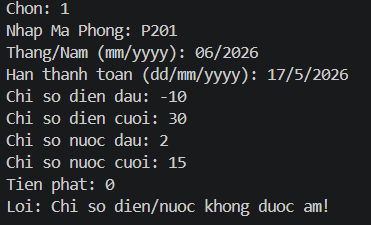 Chon: 1
Nhap Ma Phong: P201
Thang/Nam (mm/yyyy): 06/2026
Han thanh toan (dd/mm/yyyy): 17/5/2026
Chi so dien dau: -10
Chi so dien cuoi: 30
Chi so nuoc dau: 2
Chi so nuoc cuoi: 15
Tien phat: 0
Loi: Chi so dien/nuoc khong duoc am!